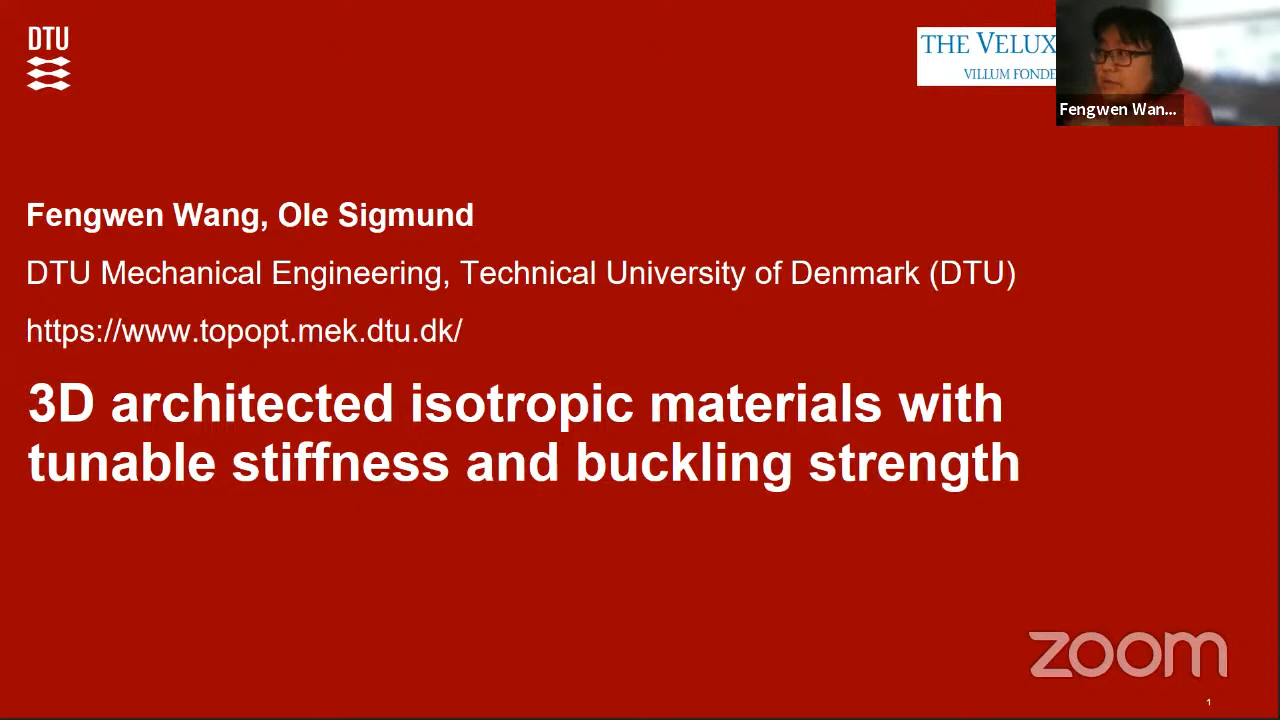 DTU
THE VELUX
VILLUM FONDE
Fengwen Wan...
Fengwen Wang, Ole Sigmund
DTU Mechanical Engineering, Technical University of Denmark (DTU)
https://www.topopt.mek.dtu.dk/
3D architected isotropic materials with
tunable stiffness and buckling strength
zoom
1